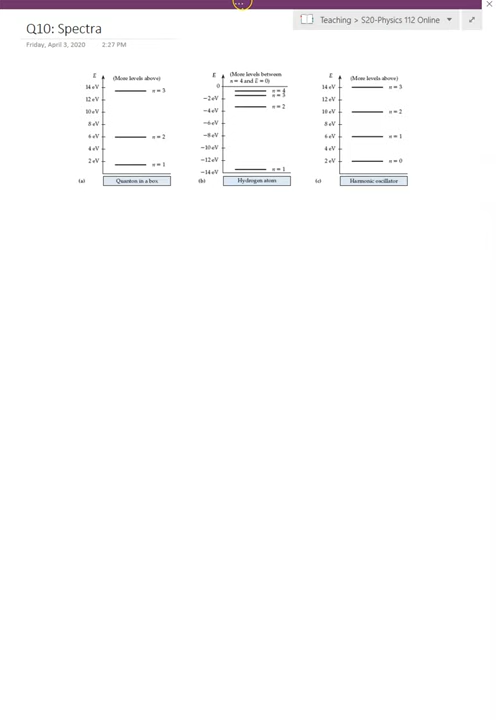 Teaching > S20-Physics 112 Online
Q10: Spectra
Friday, April 3, 2020 2:27 PM
E
(More levels above)
14 eV
12 eV
10 eV
8 eV
6 eV
4 eV
2 eV
n = 3
n = 2
n = 1
(a)
Quanton in a box
E
(More levels between
n = 4 and E = 0)
0
−2 eV
−4 eV
−6 eV
−8 eV
−10 eV
−12 eV
−14 eV
n = 4
n = 3
n = 2
n = 1
(b)
Hydrogen atom
E
(More levels above)
14 eV
12 eV
10 eV
8 eV
6 eV
4 eV
2 eV
n = 3
n = 2
n = 1
n = 0
(c)
Harmonic oscillator